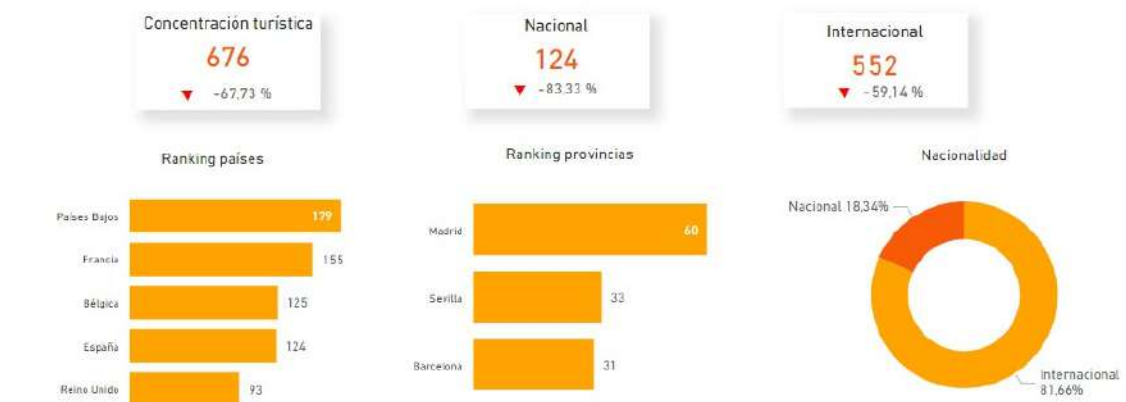 Concentración turística
676
▼ -67,73 %
Nacional
124
▼ -83,33 %
Internacional
552
▼ -59,14 %
Ranking países
Países Bajos 179
Francia 155
Bélgica 125
España 124
Reino Unido 93
Ranking provincias
Madrid 60
Sevilla 33
Barcelona 31
Nacionalidad
Nacional 18,34%
Internacional
81,66%